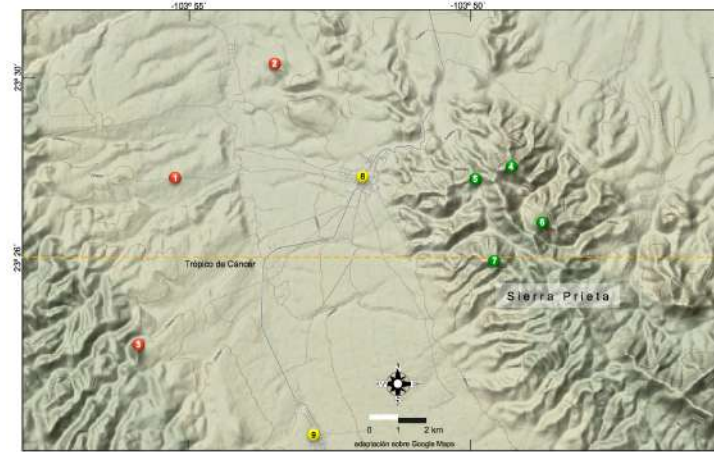 -103° 55' -103° 50'
23° 30'
2
4
1
8
5
6
23° 26'
Trópico de Cáncer
7
Sierra Prieta
3
0 1 2 km
9
adaptación sobre Google Maps